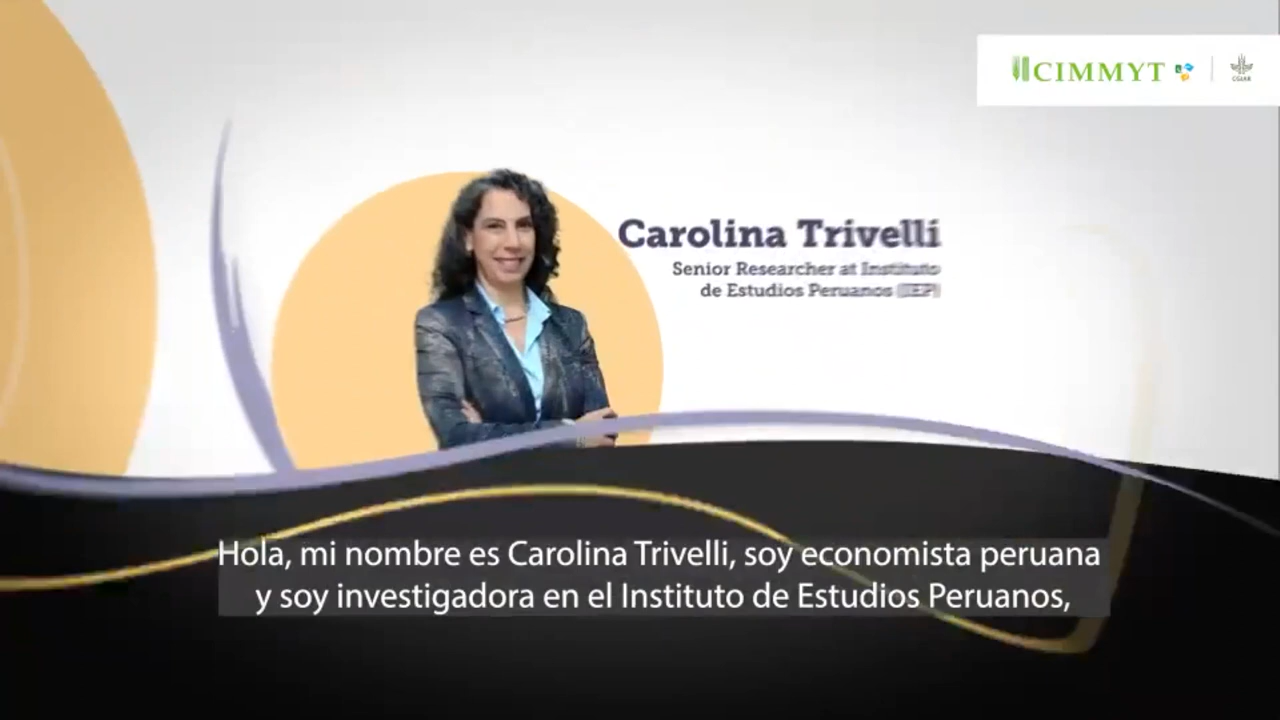 CIMMYT
CGIAR
Carolina Trivelli
Senior Researcher at Instituto
de Estudios Peruanos (IEP)
Hola, mi nombre es Carolina Trivelli, soy economista peruana
y soy investigadora en el Instituto de Estudios Peruanos,